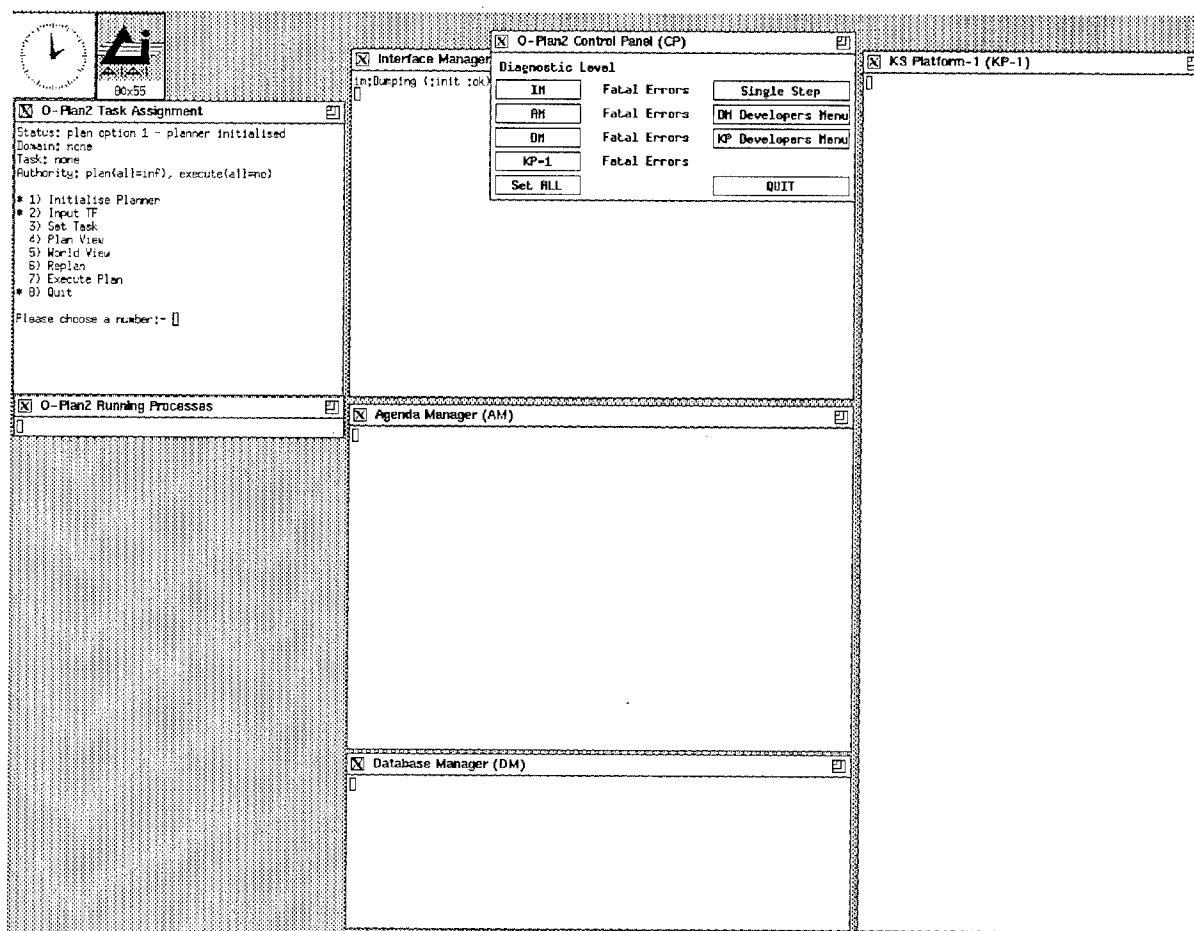 AIAI
80x55
O-Plan2 Task Assignment
Status: plan option 1 - planner initialised
Domain: none
Task: none
Authority: plan(all=inf), execute(all=no)
* 1) Initialise Planner
* 2) Input TF
3) Set Task
4) Plan View
5) World View
6) Replan
7) Execute Plan
* 8) Quit
Please choose a number:-
O-Plan2 Running Processes
Interface Manager
im:Dumping (:init :ok)
O-Plan2 Control Panel (CP)
Diagnostic Level
IM Fatal Errors Single Step
AM Fatal Errors DM Developers Menu
DM Fatal Errors KP Developers Menu
KP-1 Fatal Errors
Set ALL QUIT
Agenda Manager (AM)
Database Manager (DM)
KS Platform-1 (KP-1)